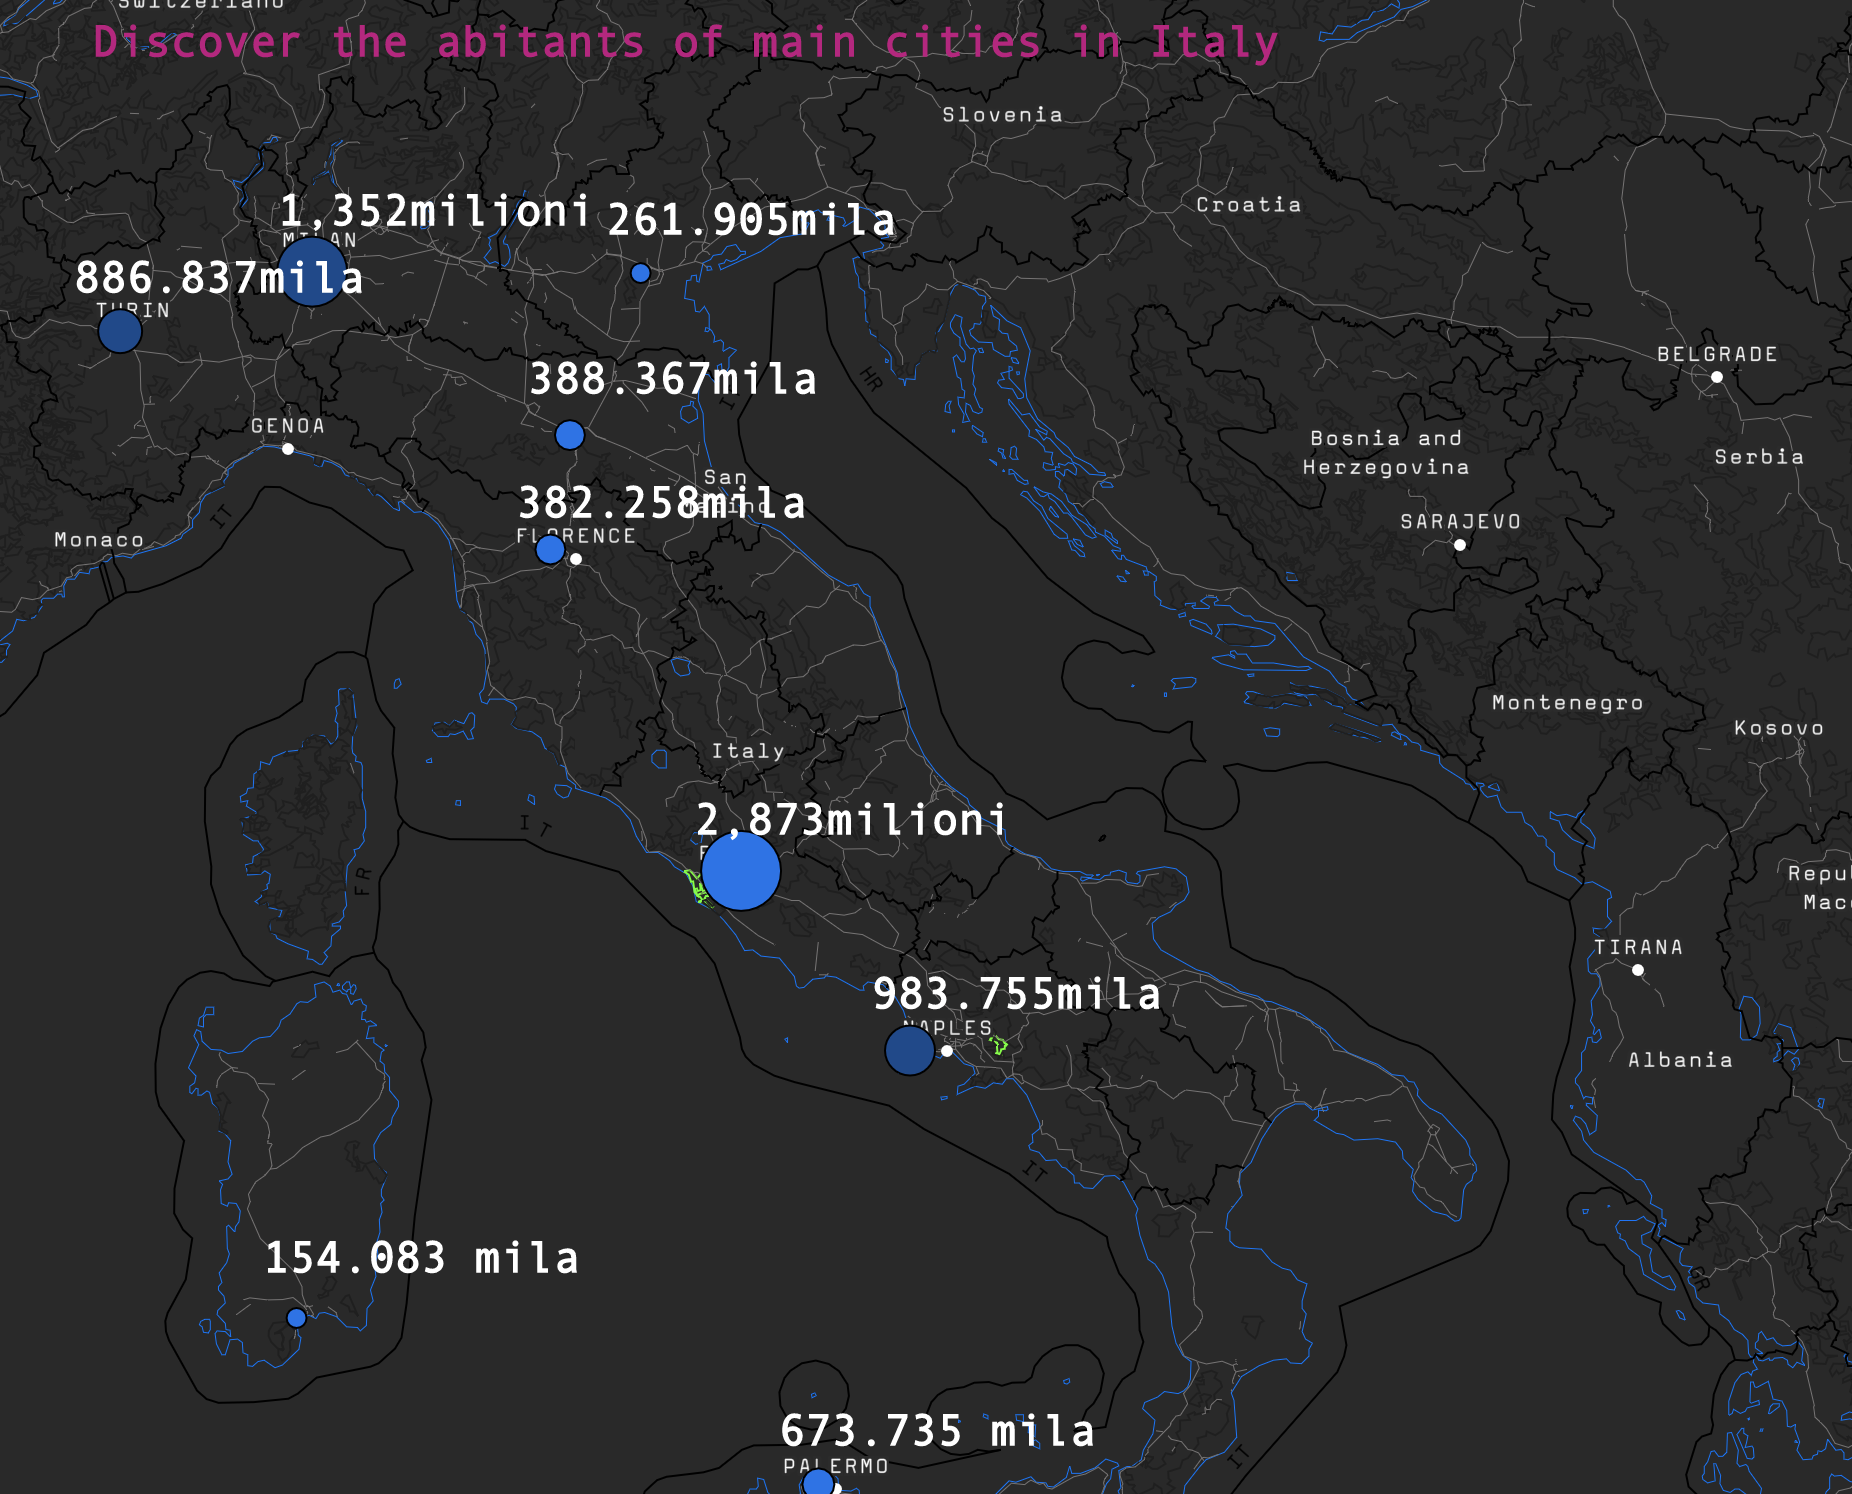 Switzerland
Discover the abitants of main cities in Italy
Slovenia
Croatia
1,352milioni
261.905mila
MILAN
886.837mila
TURIN
BELGRADE
388.367mila
HR
GENOA
Bosnia and
Herzegovina
Serbia
San
Marino
382.258mila
IT
SARAJEVO
FLORENCE
Monaco
Montenegro
Kosovo
Italy
2,873milioni
IT
FR
Repu
Mac
TIRANA
983.755mila
NAPLES
Albania
IT
154.083 mila
673.735 mila
IT
PALERMO